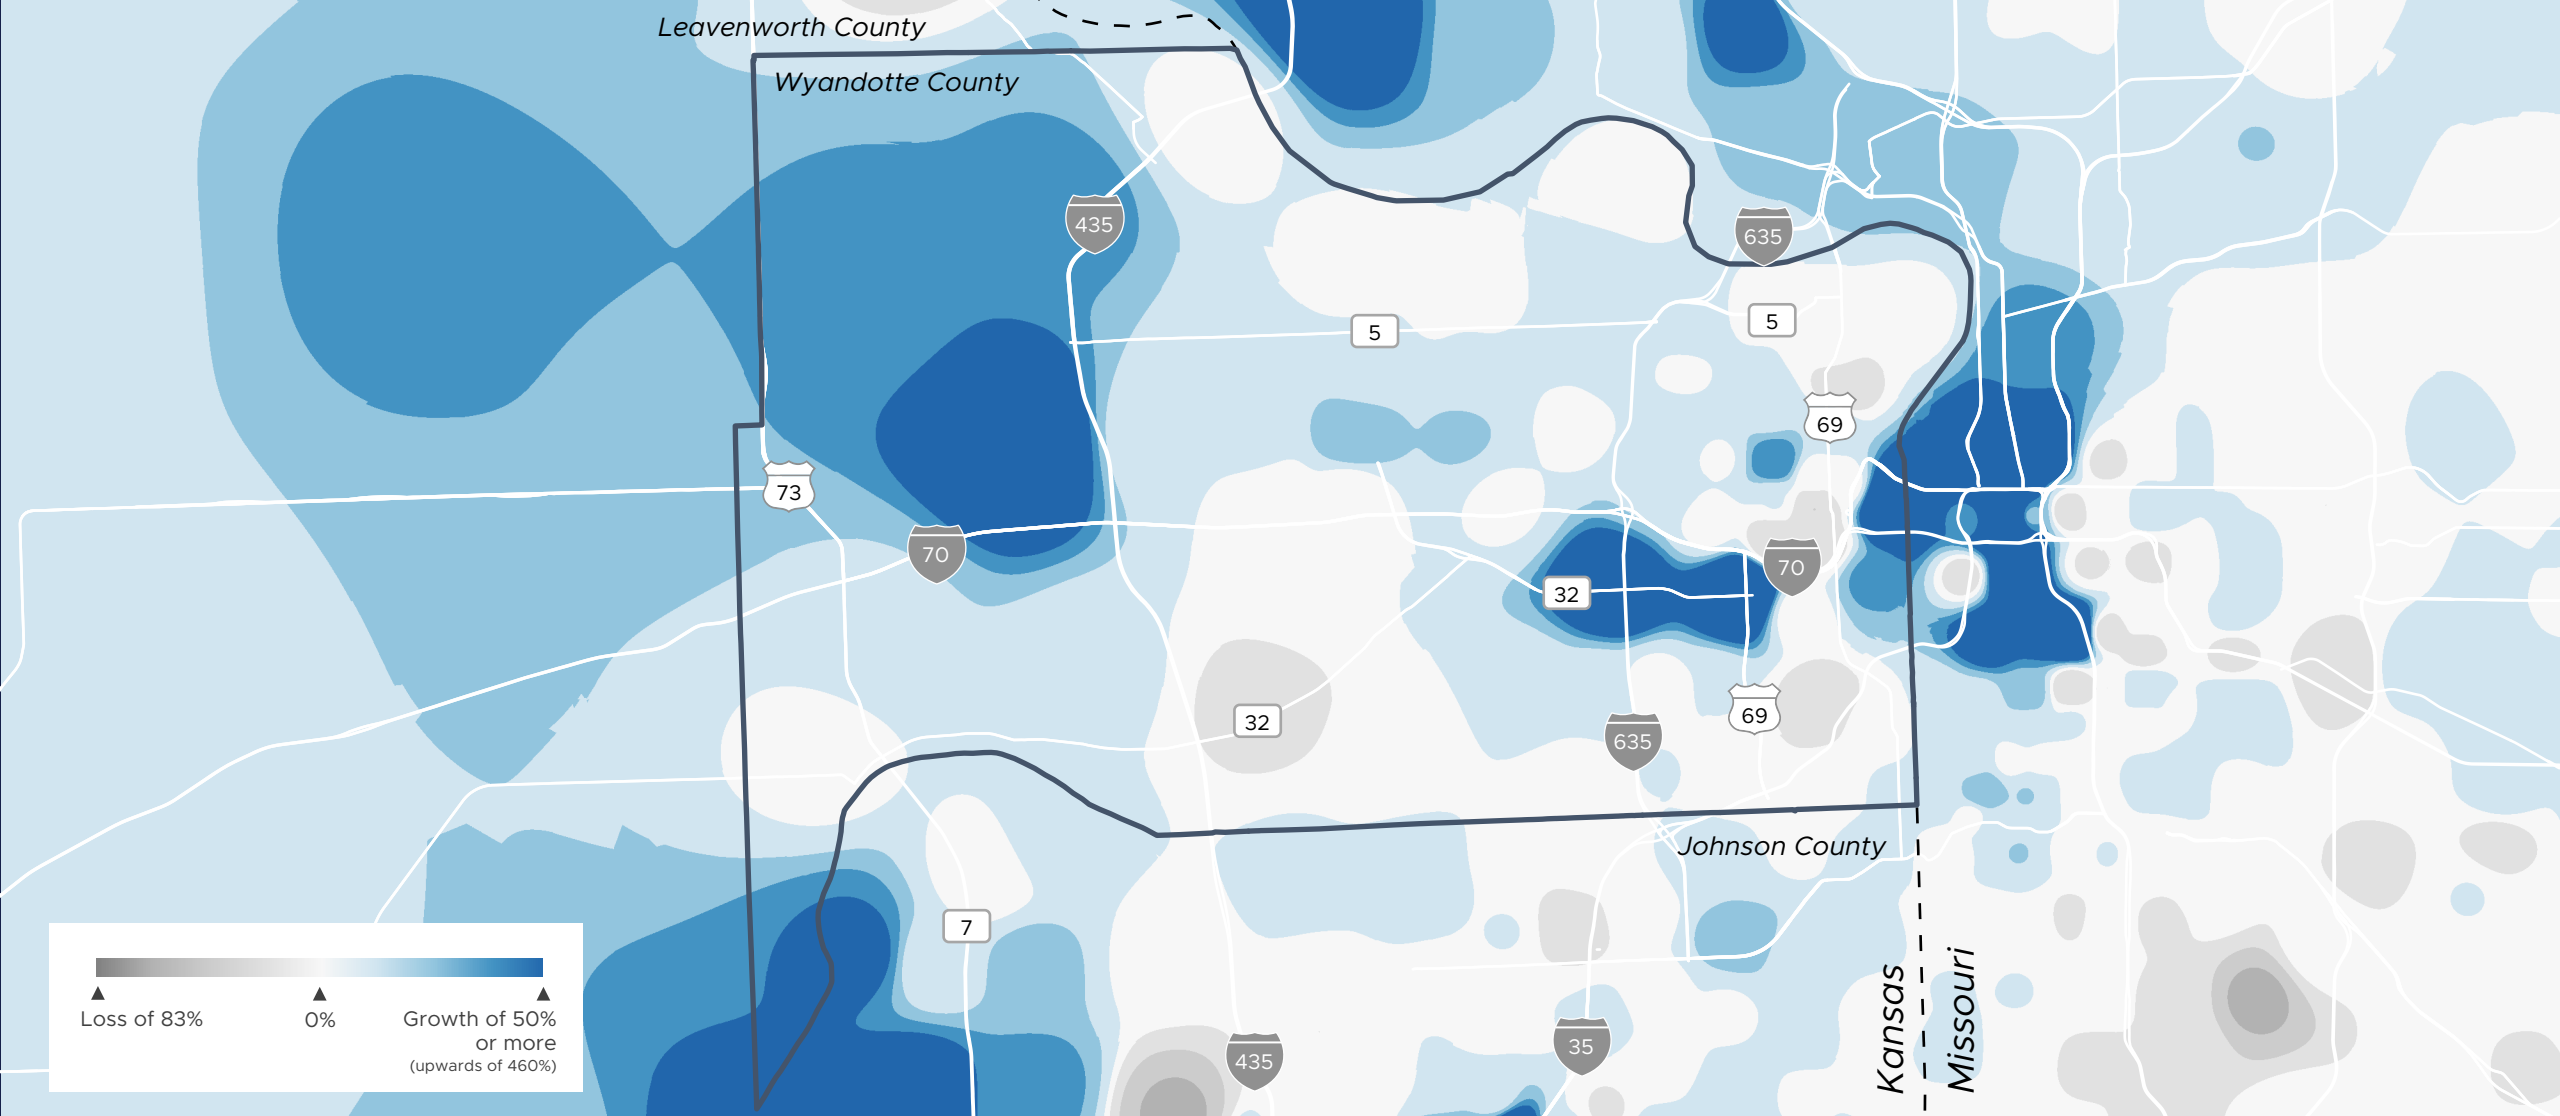 Leavenworth County
Wyandotte County
435
635
5
5
69
73
70
70
32
32
69
635
Johnson County
7
Kansas
Missouri
435
35
Loss of 83%
0%
Growth of 50%
or more
(upwards of 460%)